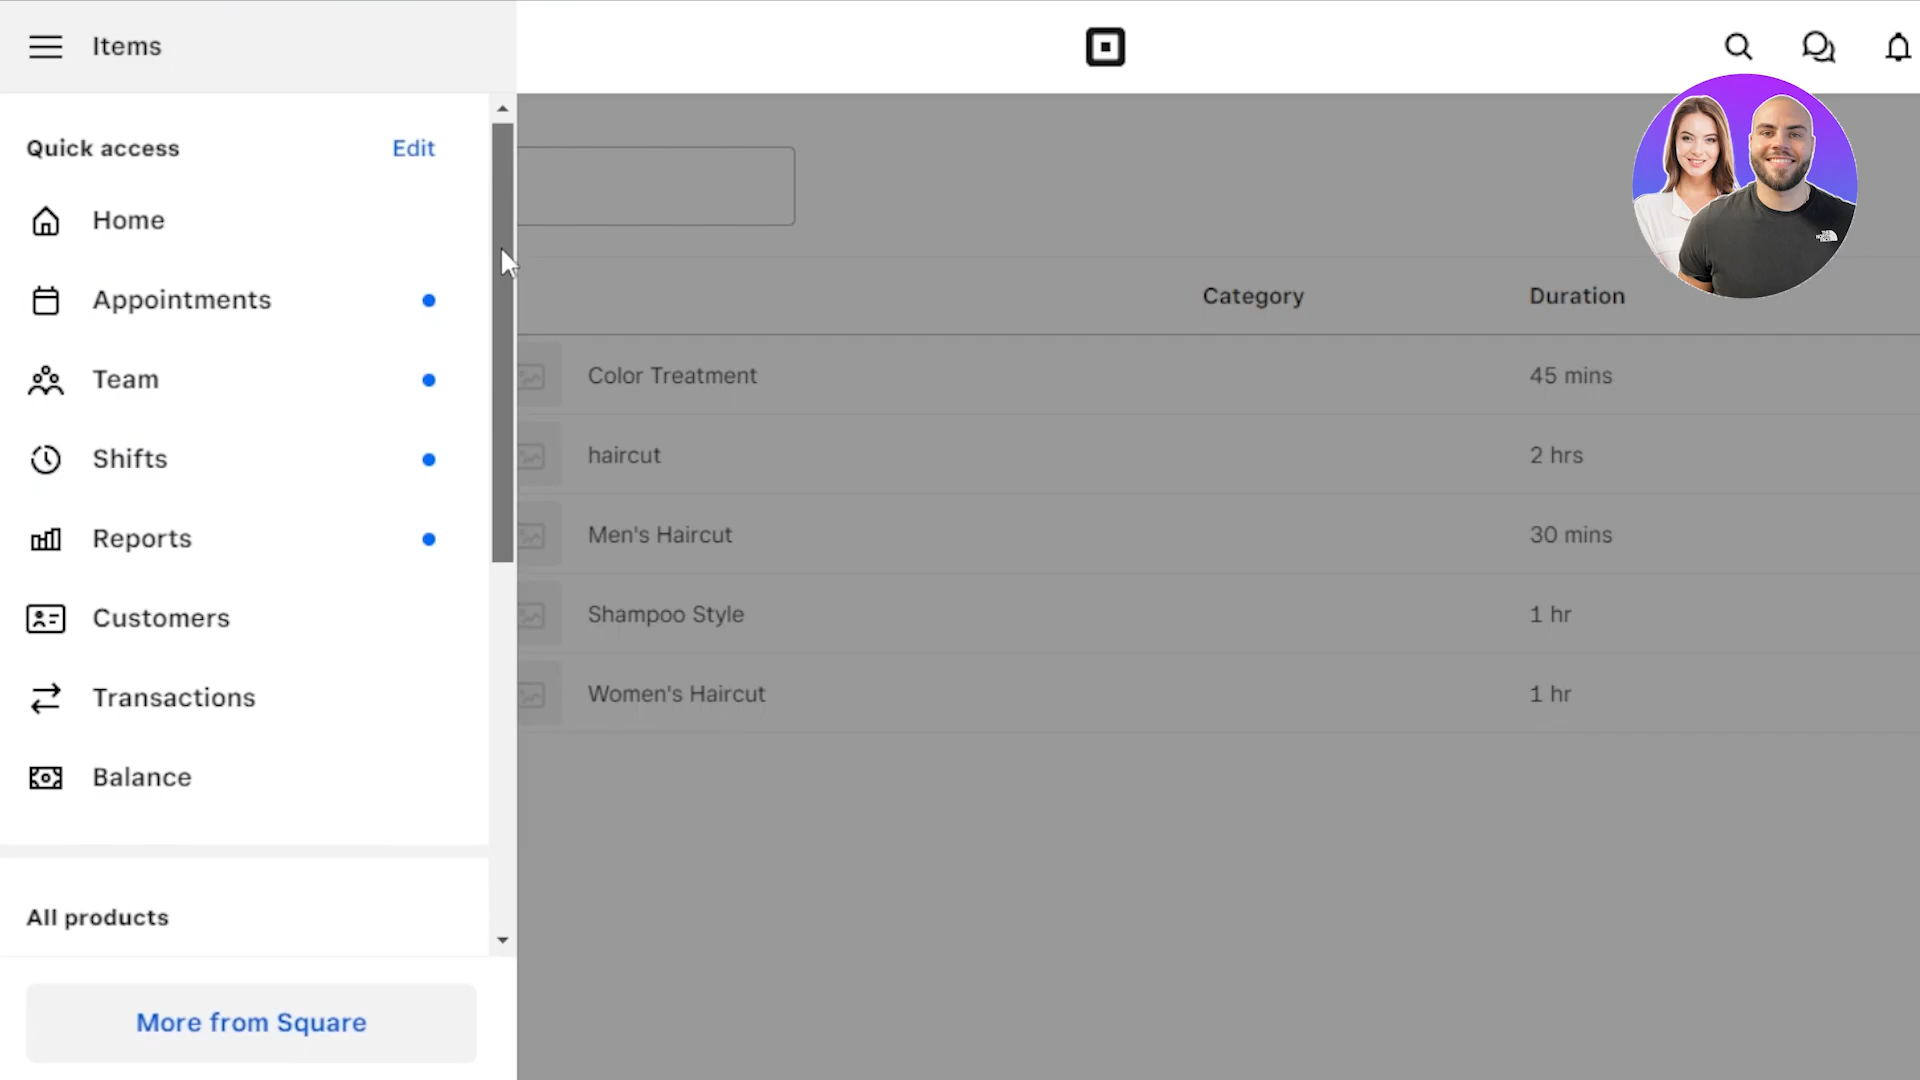 Items
Quick access Edit
Home
Appointments
Team
Shifts
Reports
Customers
Transactions
Balance
All products
More from Square
Category Duration
Color Treatment 45 mins
haircut 2 hrs
Men's Haircut 30 mins
Shampoo Style 1 hr
Women's Haircut 1 hr